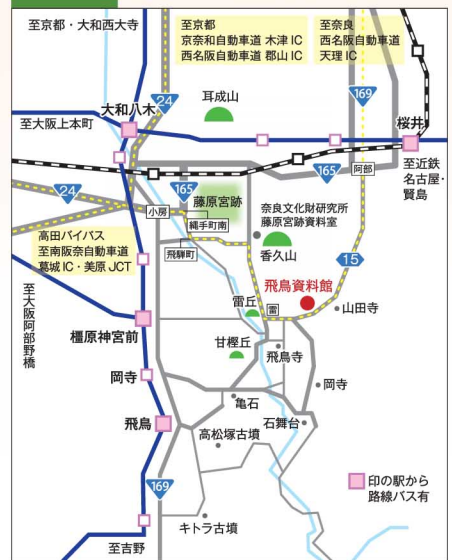 至京都・大和西大寺
至京都
京奈和自動車道 木津 IC
西名阪自動車道 郡山 IC
至奈良
西名阪自動車道
天理 IC
24
耳成山
169
大和八木
桜井
至大阪上本町
至近鉄
名古屋・
賢島
165
阿部
24
165
藤原宮跡
小房
縄手町南
飛騨町
奈良文化財研究所
藤原宮跡資料室
香久山
15
高田バイパス
至南阪奈自動車道
葛城 IC・美原 JCT
飛鳥資料館
雷丘
雷
山田寺
至大阪阿部野橋
橿原神宮前
甘樫丘
飛鳥寺
岡寺
岡寺
亀石
石舞台
飛鳥
高松塚古墳
169
印の駅から
路線バス有
キトラ古墳
至吉野